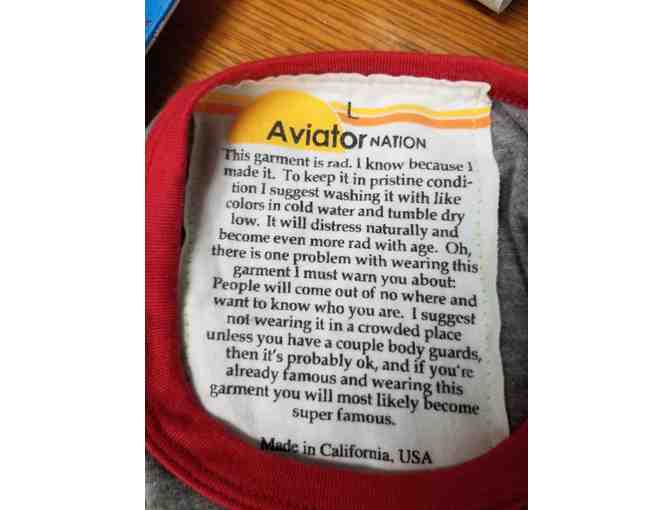 L
Aviator NATION
This garment is rad. I know because I
made it. To keep it in pristine condi-
tion I suggest washing it with like
colors in cold water and tumble dry
low. It will distress naturally and
become even more rad with age. Oh,
there is one problem with wearing this
garment I must warn you about:
People will come out of no where and
want to know who you are. I suggest
not wearing it in a crowded place
unless you have a couple body guards,
then it's probably ok, and if you're
already famous and wearing this
garment you will most likely become
super famous.
Made in California, USA